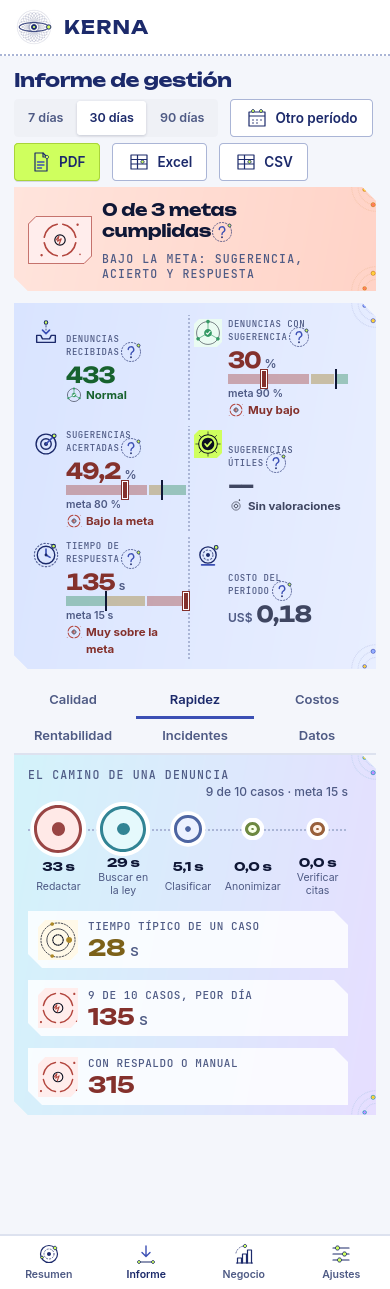 KERNA
Informe de gestión
7 días
30 días
90 días
Otro período
PDF
Excel
CSV
0 de 3 metas
cumplidas?
BAJO LA META: SUGERENCIA,
ACIERTO Y RESPUESTA
DENUNCIAS
RECIBIDAS ?
433
Normal
DENUNCIAS CON
SUGERENCIA ?
30 %
meta 90 %
Muy bajo
SUGERENCIAS
ACERTADAS ?
49,2 %
meta 80 %
Bajo la meta
SUGERENCIAS
ÚTILES ?
—
Sin valoraciones
TIEMPO DE
RESPUESTA ?
135 s
meta 15 s
Muy sobre la
meta
COSTO DEL
PERÍODO ?
US$ 0,18
Calidad
Rapidez
Costos
Rentabilidad
Incidentes
Datos
EL CAMINO DE UNA DENUNCIA
9 de 10 casos · meta 15 s
33 s
Redactar
29 s
Buscar en
la ley
5,1 s
Clasificar
0,0 s
Anonimizar
0,0 s
Verificar
citas
TIEMPO TÍPICO DE UN CASO
28 s
9 DE 10 CASOS, PEOR DÍA
135 s
CON RESPALDO O MANUAL
315
Resumen
Informe
Negocio
Ajustes